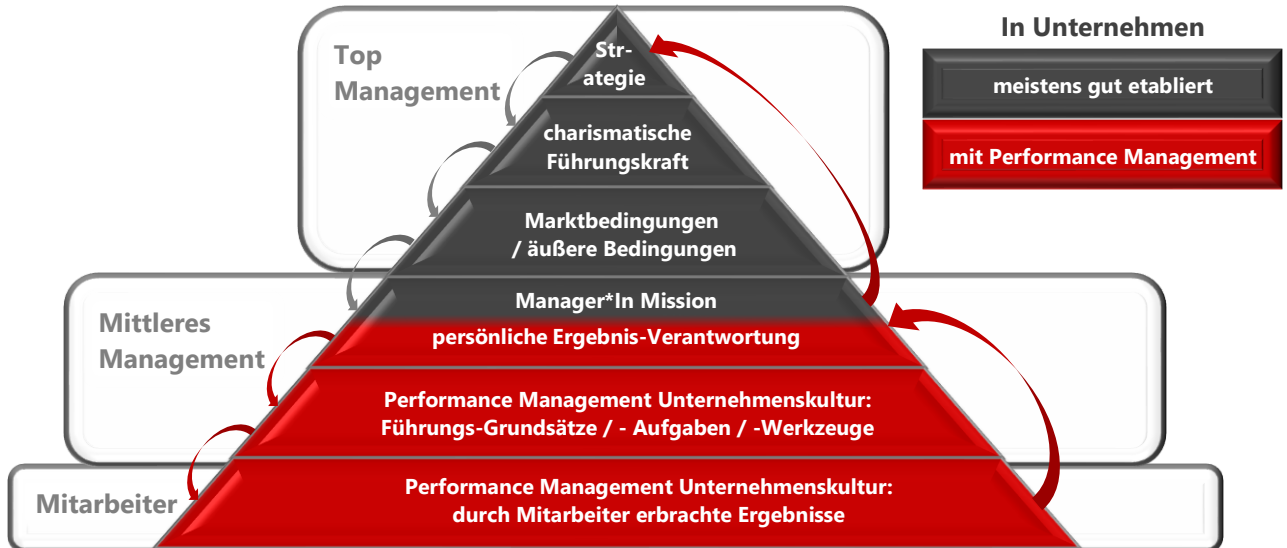 In Unternehmen
meistens gut etabliert
mit Performance Management
Top
Management
Str-
ategie
charismatische
Führungskraft
Marktbedingungen
/ äußere Bedingungen
Mittleres
Management
Manager*In Mission
persönliche Ergebnis-Verantwortung
Performance Management Unternehmenskultur:
Führungs-Grundsätze / - Aufgaben / -Werkzeuge
Mitarbeiter
Performance Management Unternehmenskultur:
durch Mitarbeiter erbrachte Ergebnisse